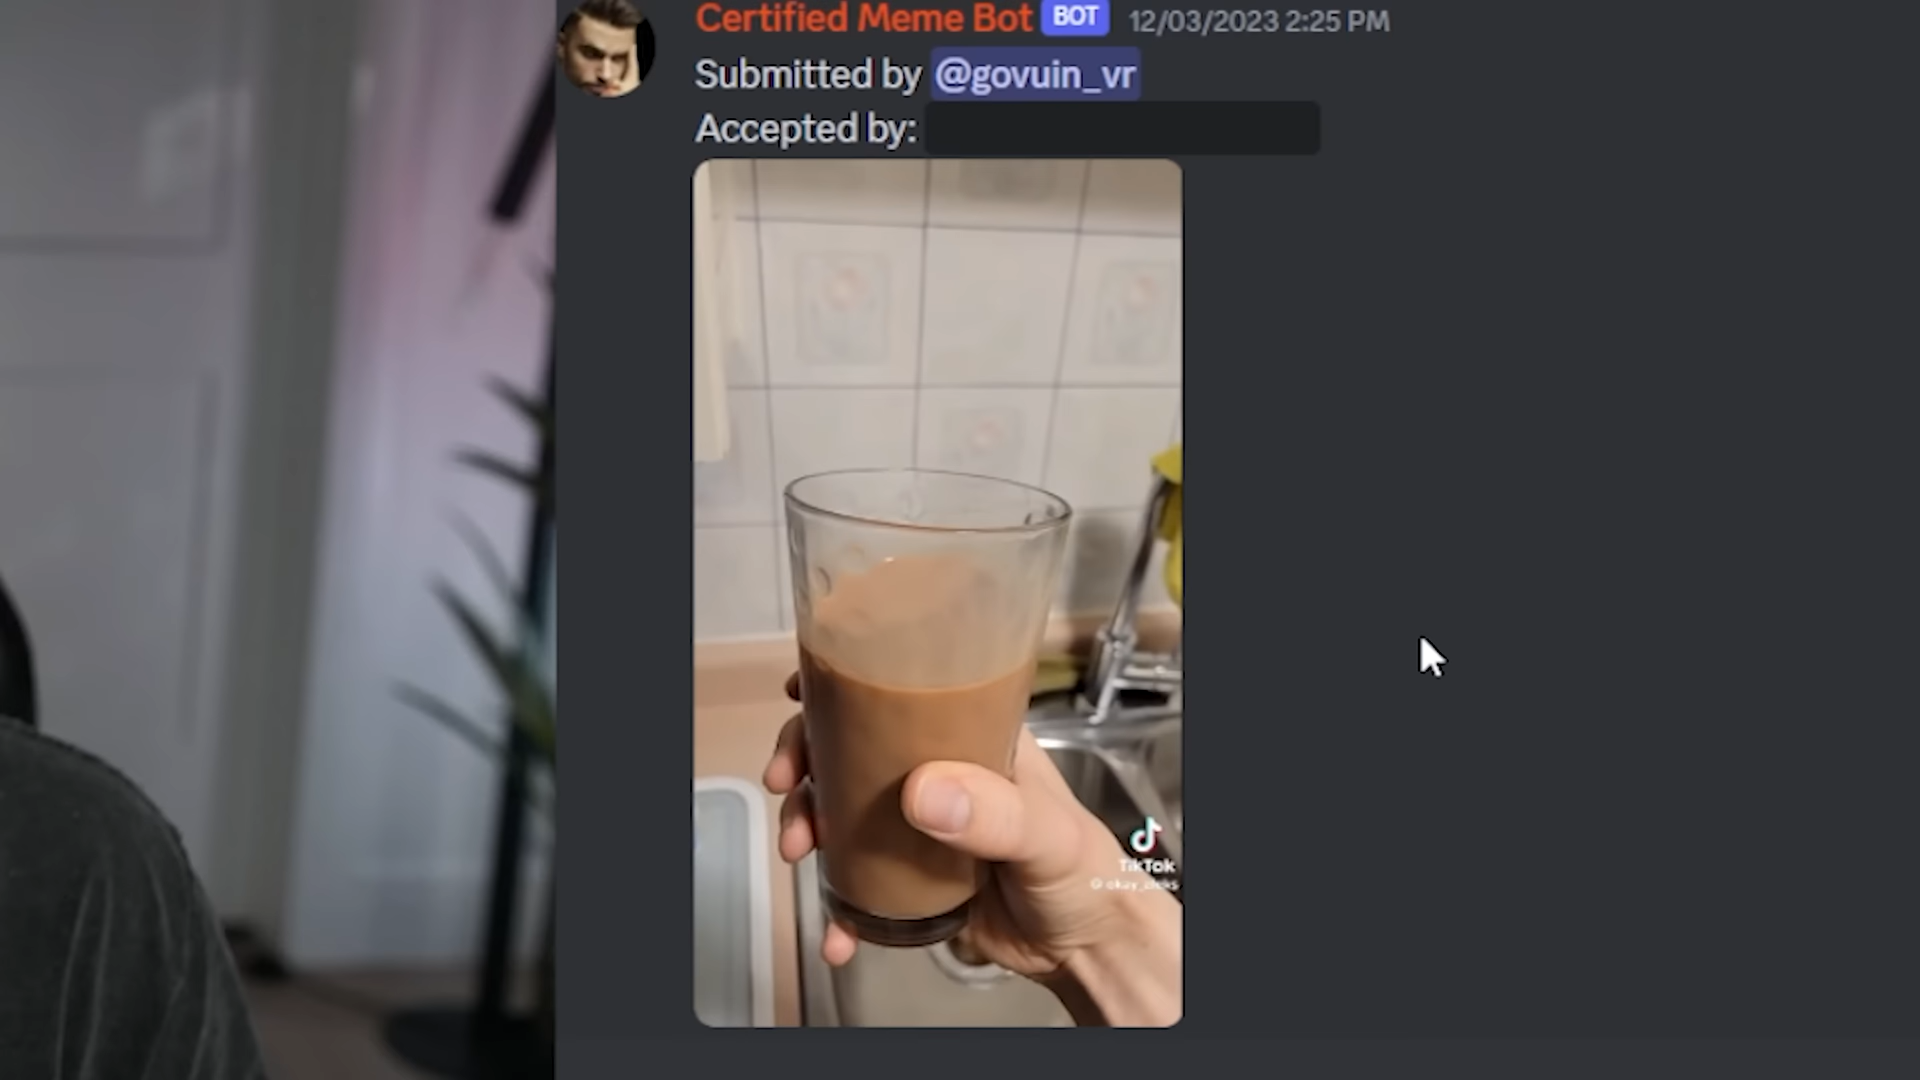 Certified Meme Bot BOT 12/03/2023 2:25 PM
Submitted by @govuin_vr
Accepted by:
TikTok